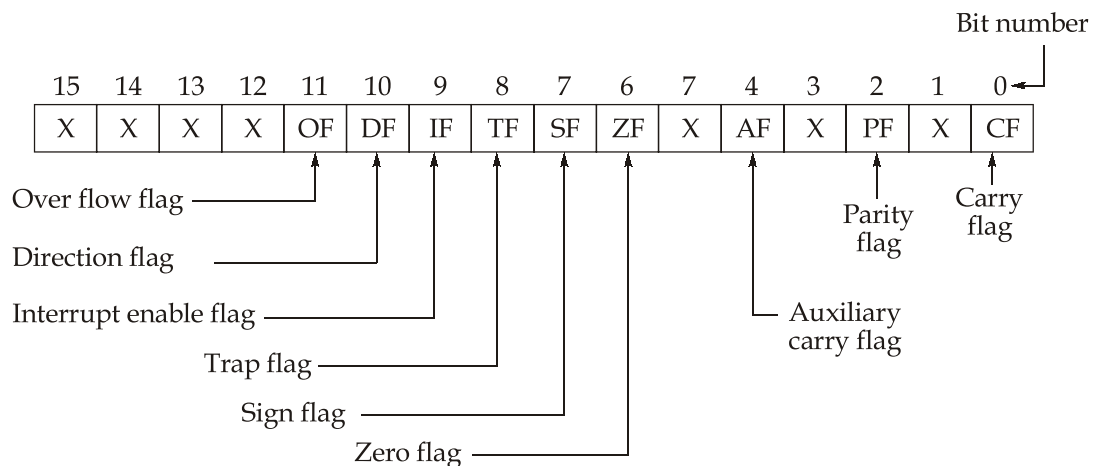 Bit number
15 14 13 12 11 10 9 8 7 6 7 4 3 2 1 0
X X X X OF DF IF TF SF ZF X AF X PF X CF
Over flow flag
Direction flag
Interrupt enable flag
Trap flag
Sign flag
Zero flag
Auxiliary
carry flag
Parity
flag
Carry
flag